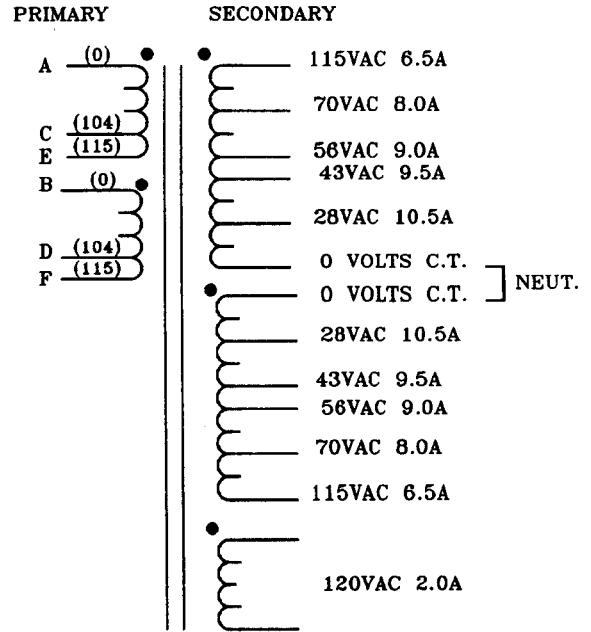 PRIMARY SECONDARY
A (0)
C (104)
E (115)
B (0)
D (104)
F (115)
115VAC 6.5A
70VAC 8.0A
56VAC 9.0A
43VAC 9.5A
28VAC 10.5A
0 VOLTS C.T.
0 VOLTS C.T.
NEUT.
28VAC 10.5A
43VAC 9.5A
56VAC 9.0A
70VAC 8.0A
115VAC 6.5A
120VAC 2.0A